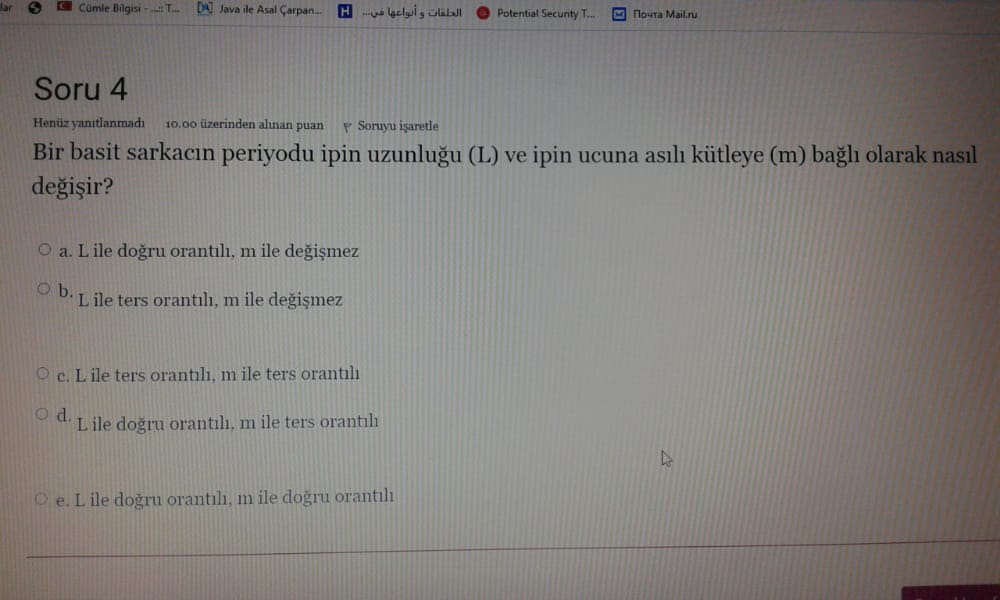 lar Cümle Bilgisi - ...:: T... Java ile Asal Çarpan... H ...الحلقات و أنواعها في Potential Security T... Почта Mail.ru
Soru 4
Henüz yanıtlanmadı 10.00 üzerinden alınan puan Soruyu işaretle
Bir basit sarkacın periyodu ipin uzunluğu (L) ve ipin ucuna asılı kütleye (m) bağlı olarak nasıl
değişir?
a. L ile doğru orantılı, m ile değişmez
b. L ile ters orantılı, m ile değişmez
c. L ile ters orantılı, m ile ters orantılı
d. L ile doğru orantılı, m ile ters orantılı
e. L ile doğru orantılı, m ile doğru orantılı